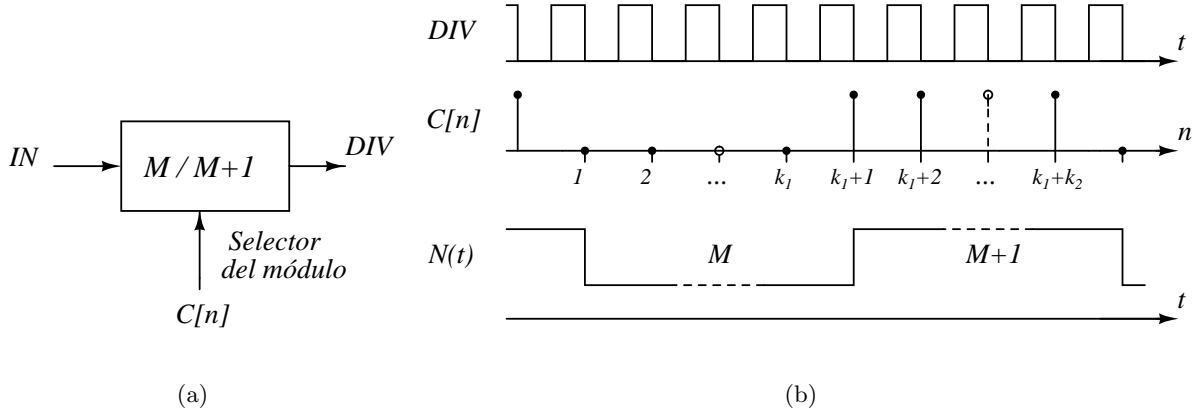 IN
M / M+1
DIV
Selector
del módulo
C[n]
(a)
DIV
t
C[n]
n
1 2 ... k₁ k₁+1 k₁+2 ... k₁+k₂
N(t)
M
M+1
t
(b)